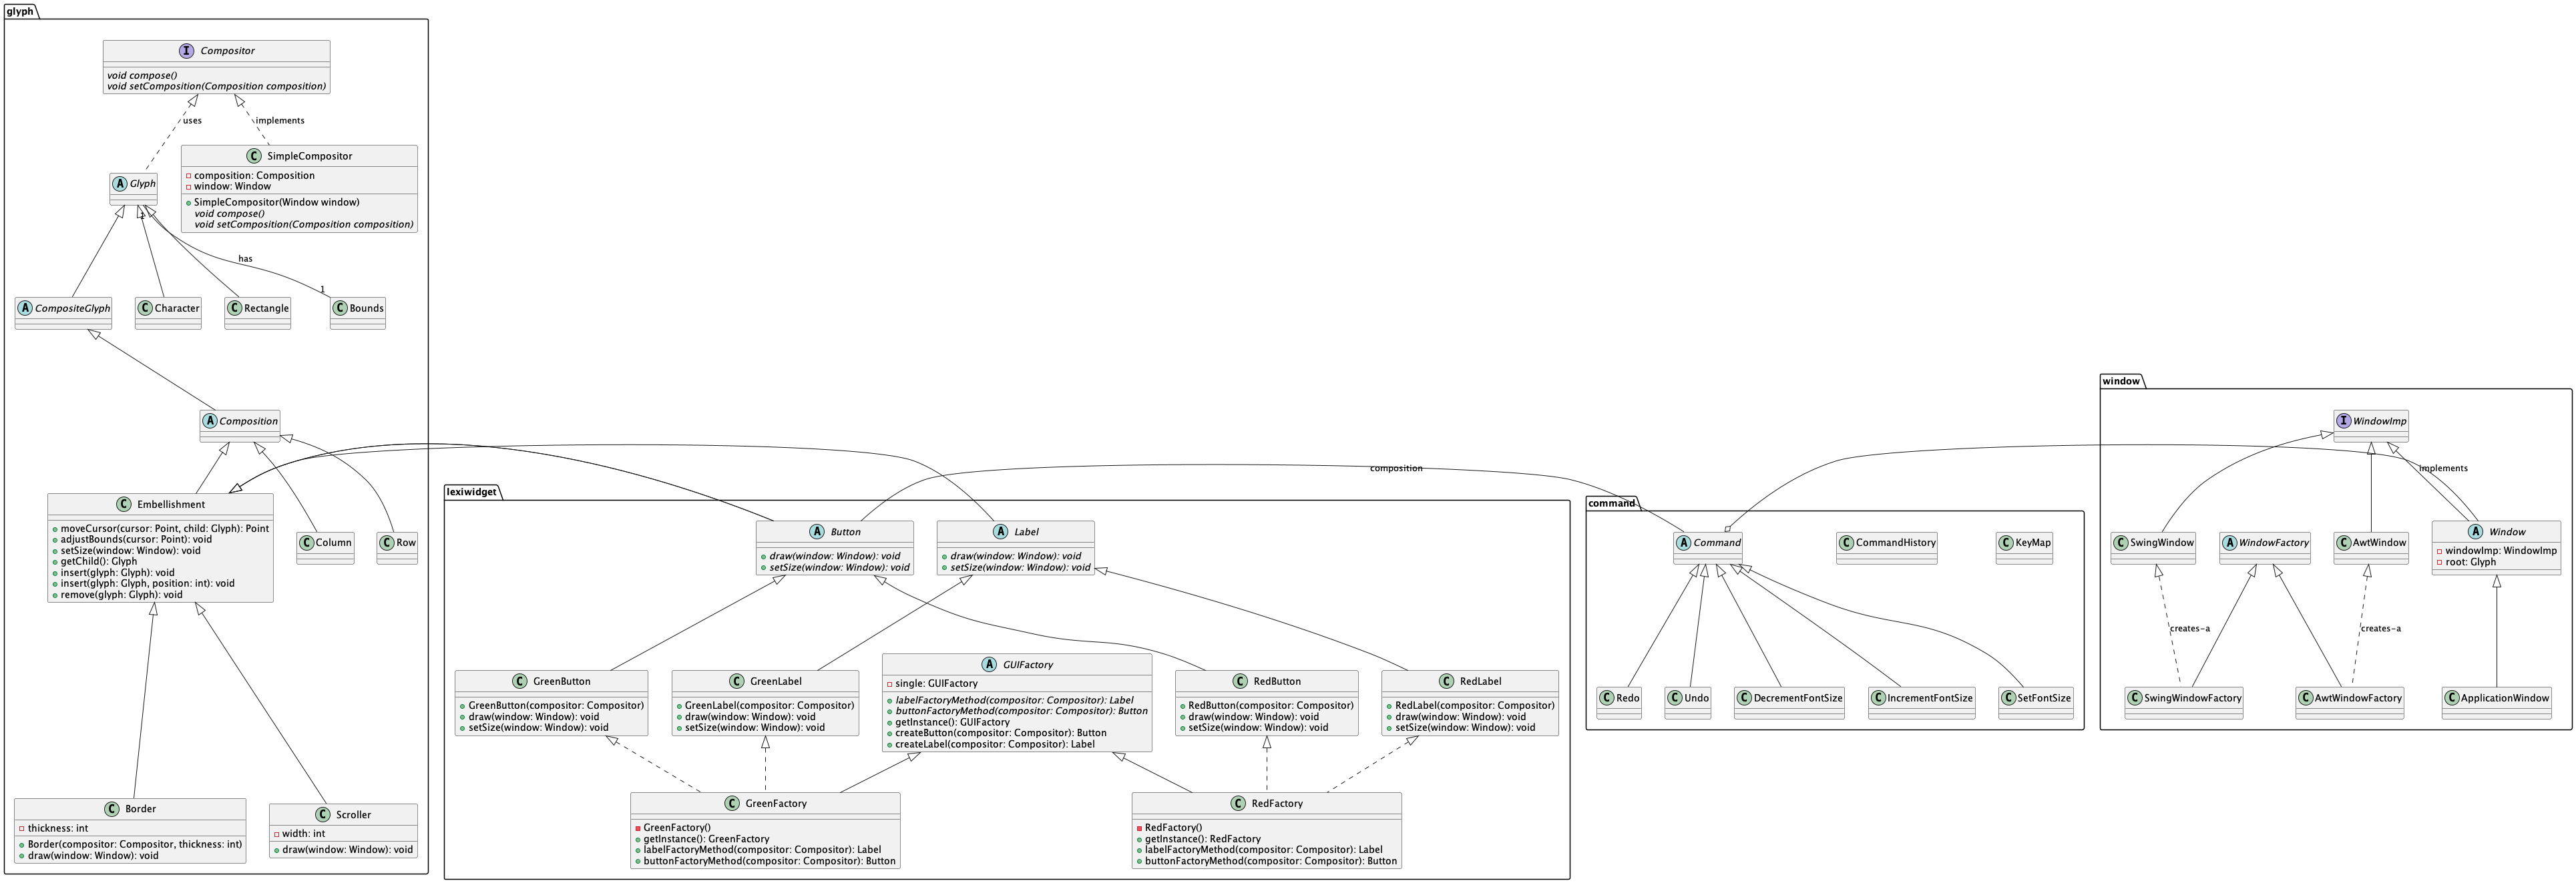 glyph
I Compositor
void compose()
void setComposition(Composition composition)
uses
implements
C SimpleCompositor
composition: Composition
window: Window
SimpleCompositor(Window window)
void compose()
void setComposition(Composition composition)
A Glyph
1
has
1
A CompositeGlyph
C Character
C Rectangle
C Bounds
A Composition
C Embellishment
moveCursor(cursor: Point, child: Glyph): Point
adjustBounds(cursor: Point): void
setSize(window: Window): void
getChild(): Glyph
insert(glyph: Glyph): void
insert(glyph: Glyph, position: int): void
remove(glyph: Glyph): void
C Column
C Row
C Border
thickness: int
Border(compositor: Compositor, thickness: int)
draw(window: Window): void
C Scroller
width: int
draw(window: Window): void
lexiwidget
A Button
draw(window: Window): void
setSize(window: Window): void
A Label
draw(window: Window): void
setSize(window: Window): void
composition
C GreenButton
GreenButton(compositor: Compositor)
draw(window: Window): void
setSize(window: Window): void
C GreenLabel
GreenLabel(compositor: Compositor)
draw(window: Window): void
setSize(window: Window): void
A GUIFactory
single: GUIFactory
labelFactoryMethod(compositor: Compositor): Label
buttonFactoryMethod(compositor: Compositor): Button
getInstance(): GUIFactory
createButton(compositor: Compositor): Button
createLabel(compositor: Compositor): Label
C RedButton
RedButton(compositor: Compositor)
draw(window: Window): void
setSize(window: Window): void
C RedLabel
RedLabel(compositor: Compositor)
draw(window: Window): void
setSize(window: Window): void
C GreenFactory
GreenFactory()
getInstance(): GreenFactory
labelFactoryMethod(compositor: Compositor): Label
buttonFactoryMethod(compositor: Compositor): Button
C RedFactory
RedFactory()
getInstance(): RedFactory
labelFactoryMethod(compositor: Compositor): Label
buttonFactoryMethod(compositor: Compositor): Button
command
A Command
C CommandHistory
C KeyMap
C Redo
C Undo
C DecrementFontSize
C IncrementFontSize
C SetFontSize
window
I WindowImp
implements
C SwingWindow
A WindowFactory
C AwtWindow
A Window
windowImp: WindowImp
root: Glyph
creates-a
creates-a
C SwingWindowFactory
C AwtWindowFactory
C ApplicationWindow